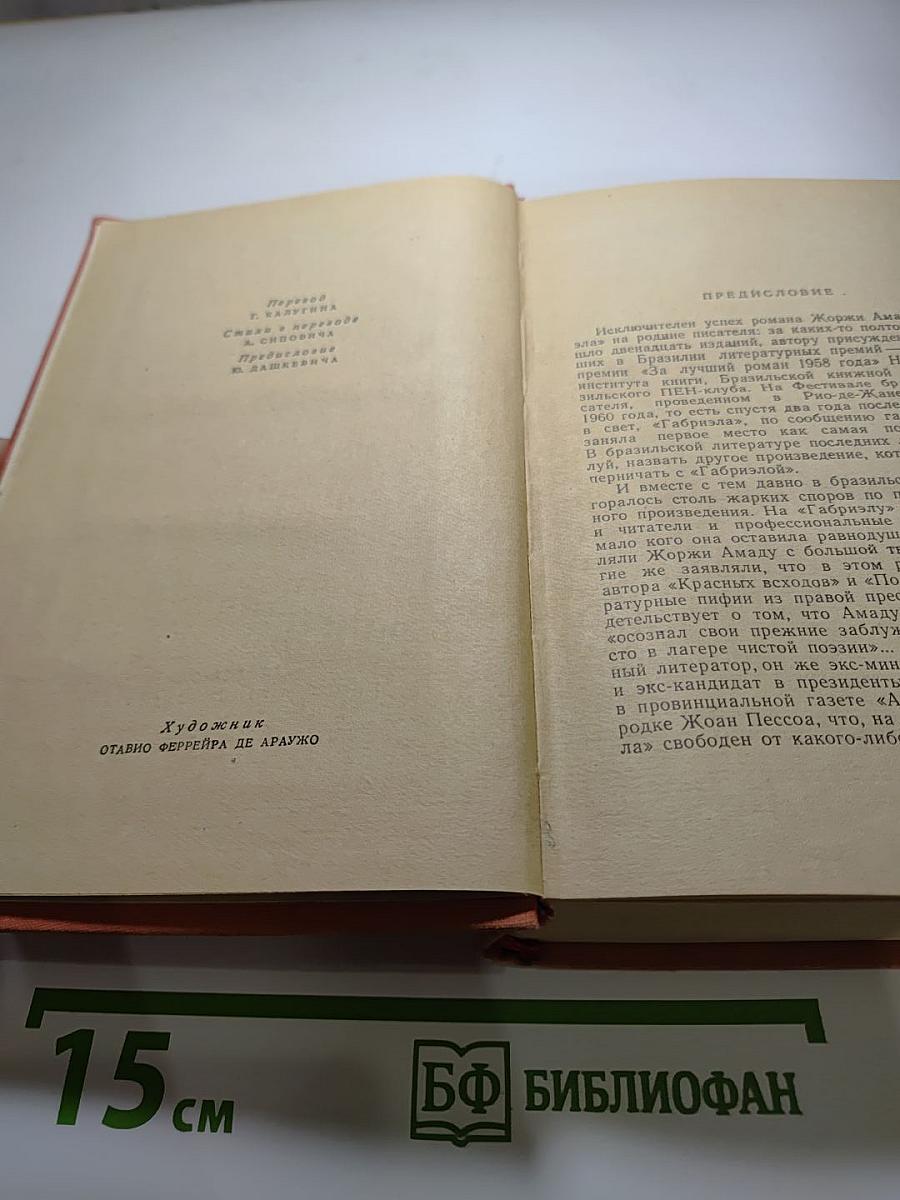 Перевод
Г. КАЛУГИНА
Стихи в переводе
А. СИПОВИЧА
Предисловие
Ю. ДАШКЕВИЧА
Художник
ОТАВИО ФЕРРЕЙРА ДЕ АРАУЖО
ПРЕДИСЛОВИЕ
Исключителен успех романа Жоржи Ама
эла» на родине писателя: за каких-то полто
шло двенадцать изданий, автору присужден
ших в Бразилии литературных премий —
премии «За лучший роман 1958 года» Н
института книги, Бразильской книжной
зильского ПЕН-клуба. На Фестивале бр
сателя, проведенном в Рио-де-Жане
1960 года, то есть спустя два года после
в свет, «Габриэла», по сообщению га
заняла первое место как самая по
В бразильской литературе последних
луй, назвать другое произведение, кот
перничать с «Габриэлой».
И вместе с тем давно в бразильс
горалось столь жарких споров по п
ного произведения. На «Габриэлу»
и читатели и профессиональные
мало кого она оставила равнодуш
ляли Жоржи Амаду с большой тв
гие же заявляли, что в этом р
автора «Красных всходов» и «По
ратурные пифии из правой прес
детельствует о том, что Амаду
«осознал свои прежние заблуж
сто в лагере чистой поэзии»...
ный литератор, он же экс-мин
и экс-кандидат в президенты
в провинциальной газете «А
родке Жоан Пессоа, что, на
ла» свободен от какого-либо
15 см
БФ БИБЛИОФАН